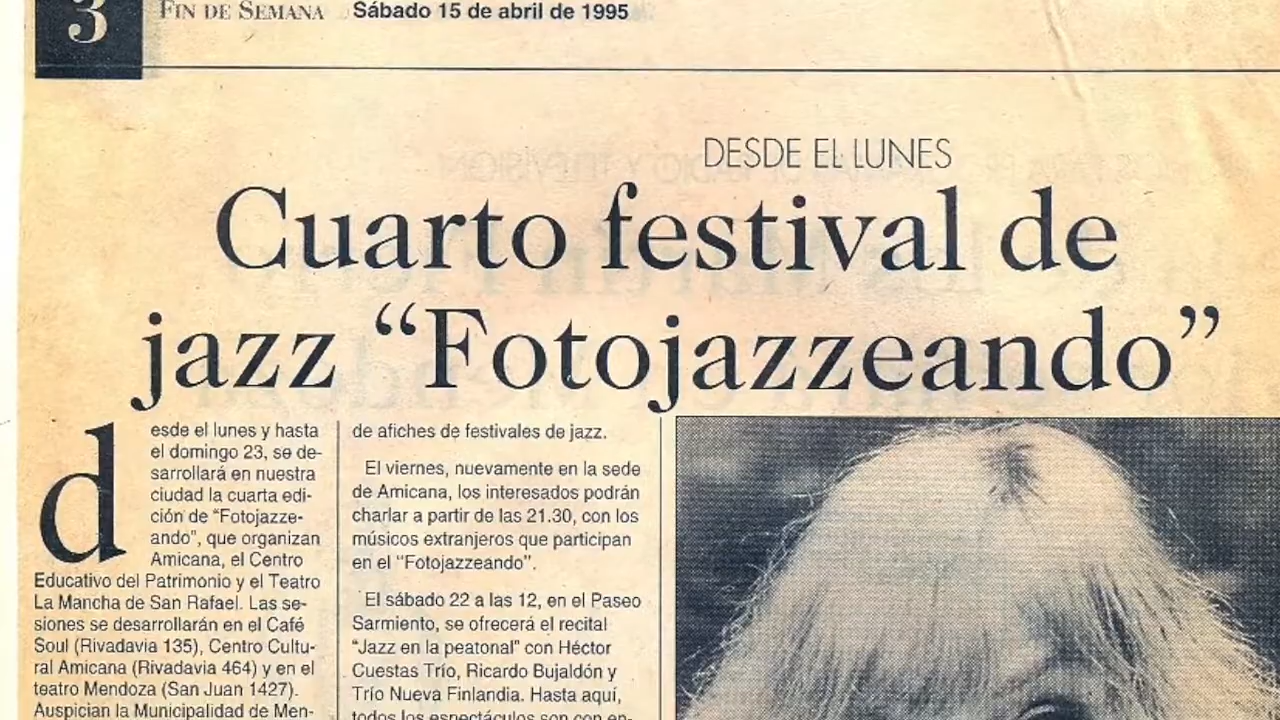 3
FIN DE SEMANA Sábado 15 de abril de 1995
DESDE EL LUNES
Cuarto festival de
jazz “Fotojazzeando”
desde el lunes y hasta
el domingo 23, se de-
sarrollará en nuestra
ciudad la cuarta edi-
ción de “Fotojazze-
ando”, que organizan
Amicana, el Centro
Educativo del Patrimonio y el Teatro
La Mancha de San Rafael. Las se-
siones se desarrollarán en el Café
Soul (Rivadavia 135), Centro Cultu-
ral Amicana (Rivadavia 464) y en el
teatro Mendoza (San Juan 1427).
Auspician la Municipalidad de Men-
de afiches de festivales de jazz.
El viernes, nuevamente en la sede
de Amicana, los interesados podrán
charlar a partir de las 21.30, con los
músicos extranjeros que participan
en el “Fotojazzeando”.
El sábado 22 a las 12, en el Paseo
Sarmiento, se ofrecerá el recital
“Jazz en la peatonal” con Héctor
Cuestas Trío, Ricardo Bujaldón y
Trío Nueva Finlandia. Hasta aquí,
todos los espectáculos son con en-